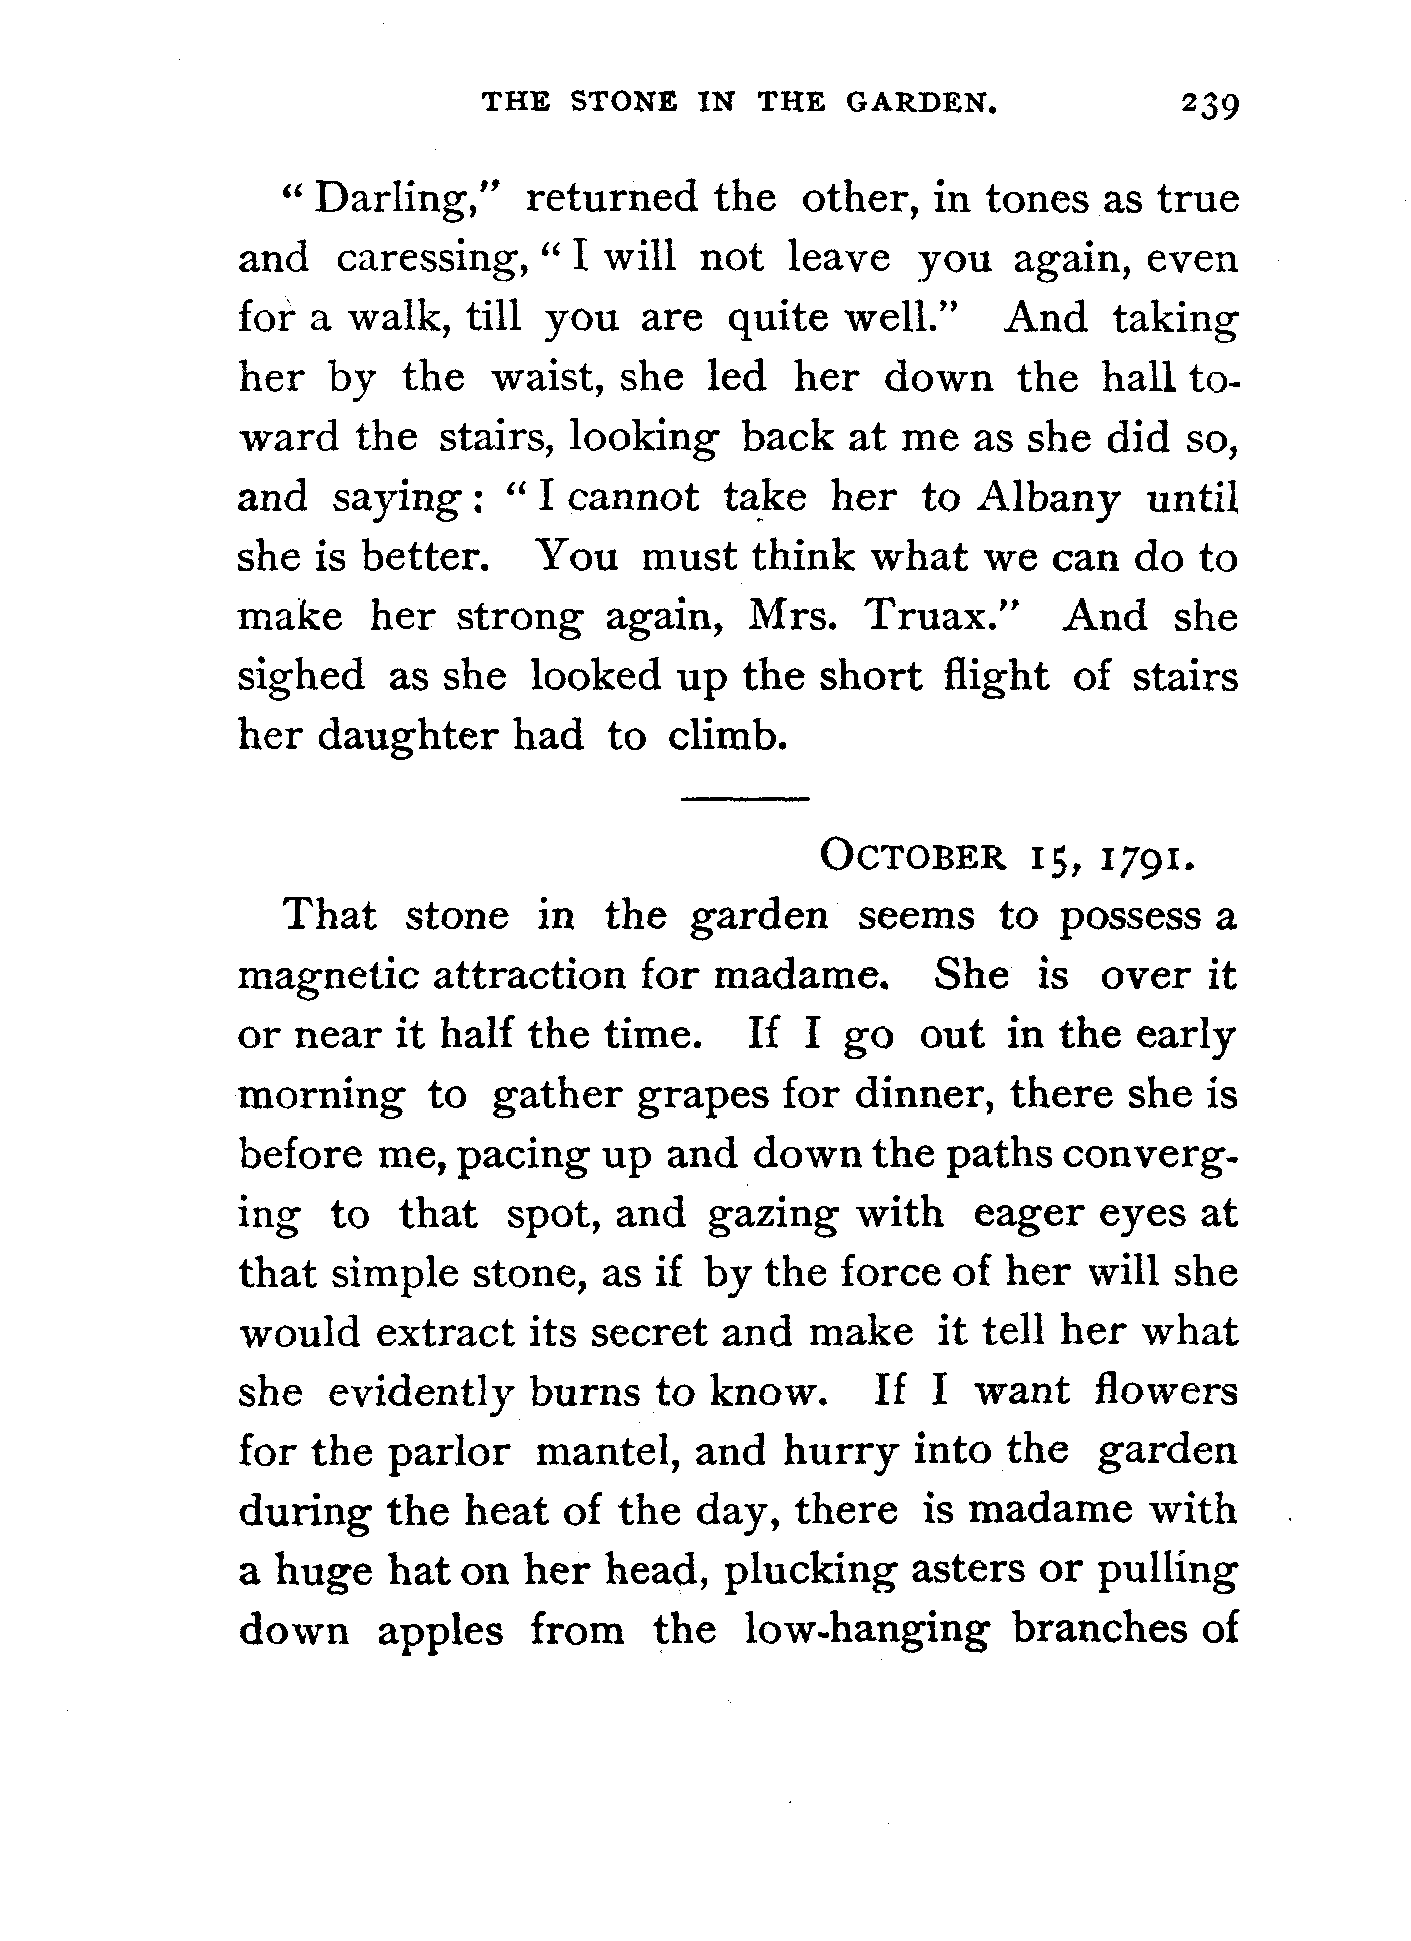 THE STONE IN THE GARDEN. 239
“Darling,” returned the other, in tones as true
and caressing, “I will not leave you again, even
for a walk, till you are quite well.” And taking
her by the waist, she led her down the hall to-
ward the stairs, looking back at me as she did so,
and saying: “I cannot take her to Albany until
she is better. You must think what we can do to
make her strong again, Mrs. Truax.” And she
sighed as she looked up the short flight of stairs
her daughter had to climb.
OCTOBER 15, 1791.
That stone in the garden seems to possess a
magnetic attraction for madame. She is over it
or near it half the time. If I go out in the early
morning to gather grapes for dinner, there she is
before me, pacing up and down the paths converg-
ing to that spot, and gazing with eager eyes at
that simple stone, as if by the force of her will she
would extract its secret and make it tell her what
she evidently burns to know. If I want flowers
for the parlor mantel, and hurry into the garden
during the heat of the day, there is madame with
a huge hat on her head, plucking asters or pulling
down apples from the low-hanging branches of